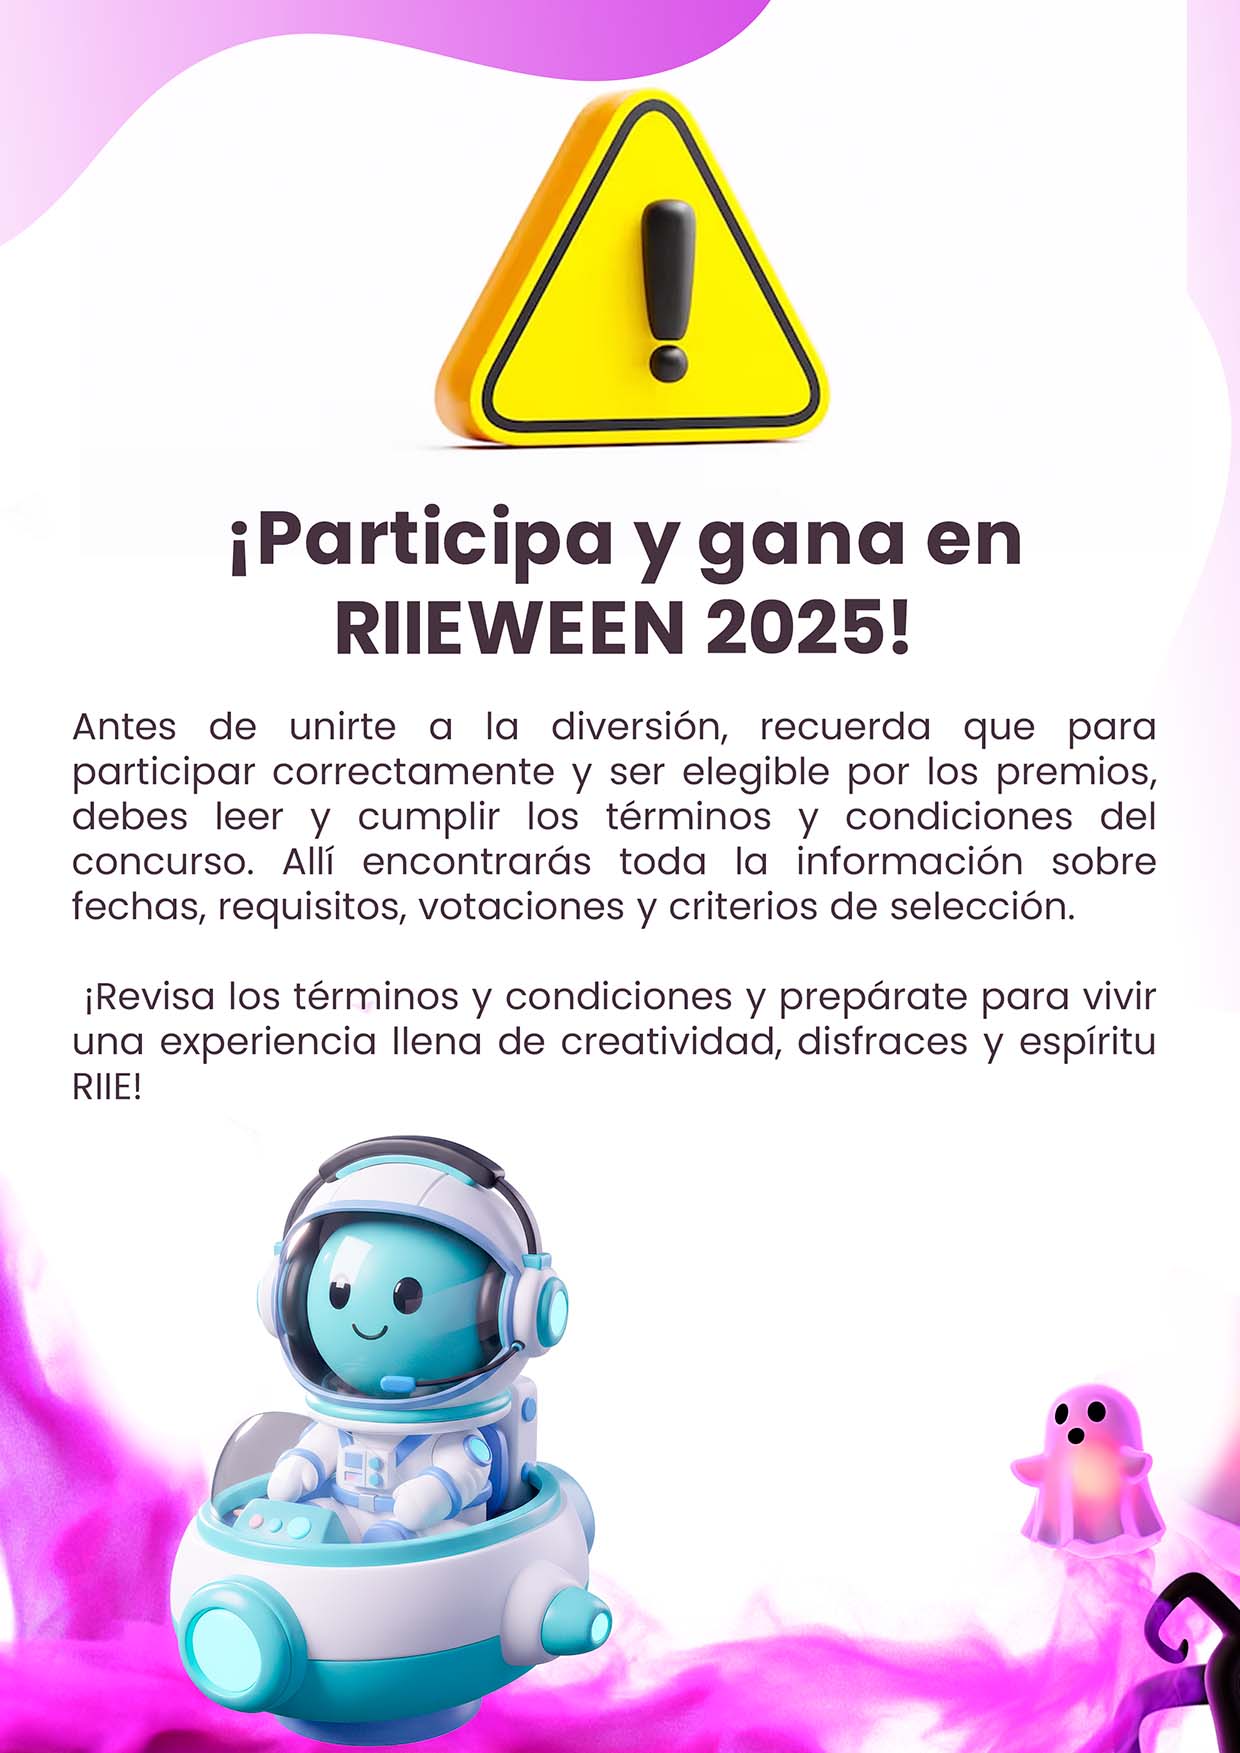 ¡Participa y gana en
RIIEWEEN 2025!
Antes de unirte a la diversión, recuerda que para
participar correctamente y ser elegible por los premios,
debes leer y cumplir los términos y condiciones del
concurso. Allí encontrarás toda la información sobre
fechas, requisitos, votaciones y criterios de selección.
¡Revisa los términos y condiciones y prepárate para vivir
una experiencia llena de creatividad, disfraces y espíritu
RIIE!